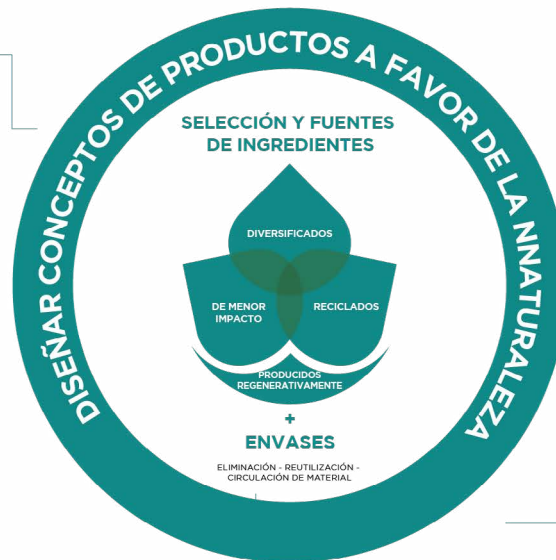 DISEÑAR CONCEPTOS DE PRODUCTOS A FAVOR DE LA NNATURALEZA
SELECCIÓN Y FUENTES
DE INGREDIENTES
DIVERSIFICADOS
DE MENOR
IMPACTO
RECICLADOS
PRODUCIDOS
REGENERATIVAMENTE
+
ENVASES
ELIMINACIÓN - REUTILIZACIÓN -
CIRCULACIÓN DE MATERIAL